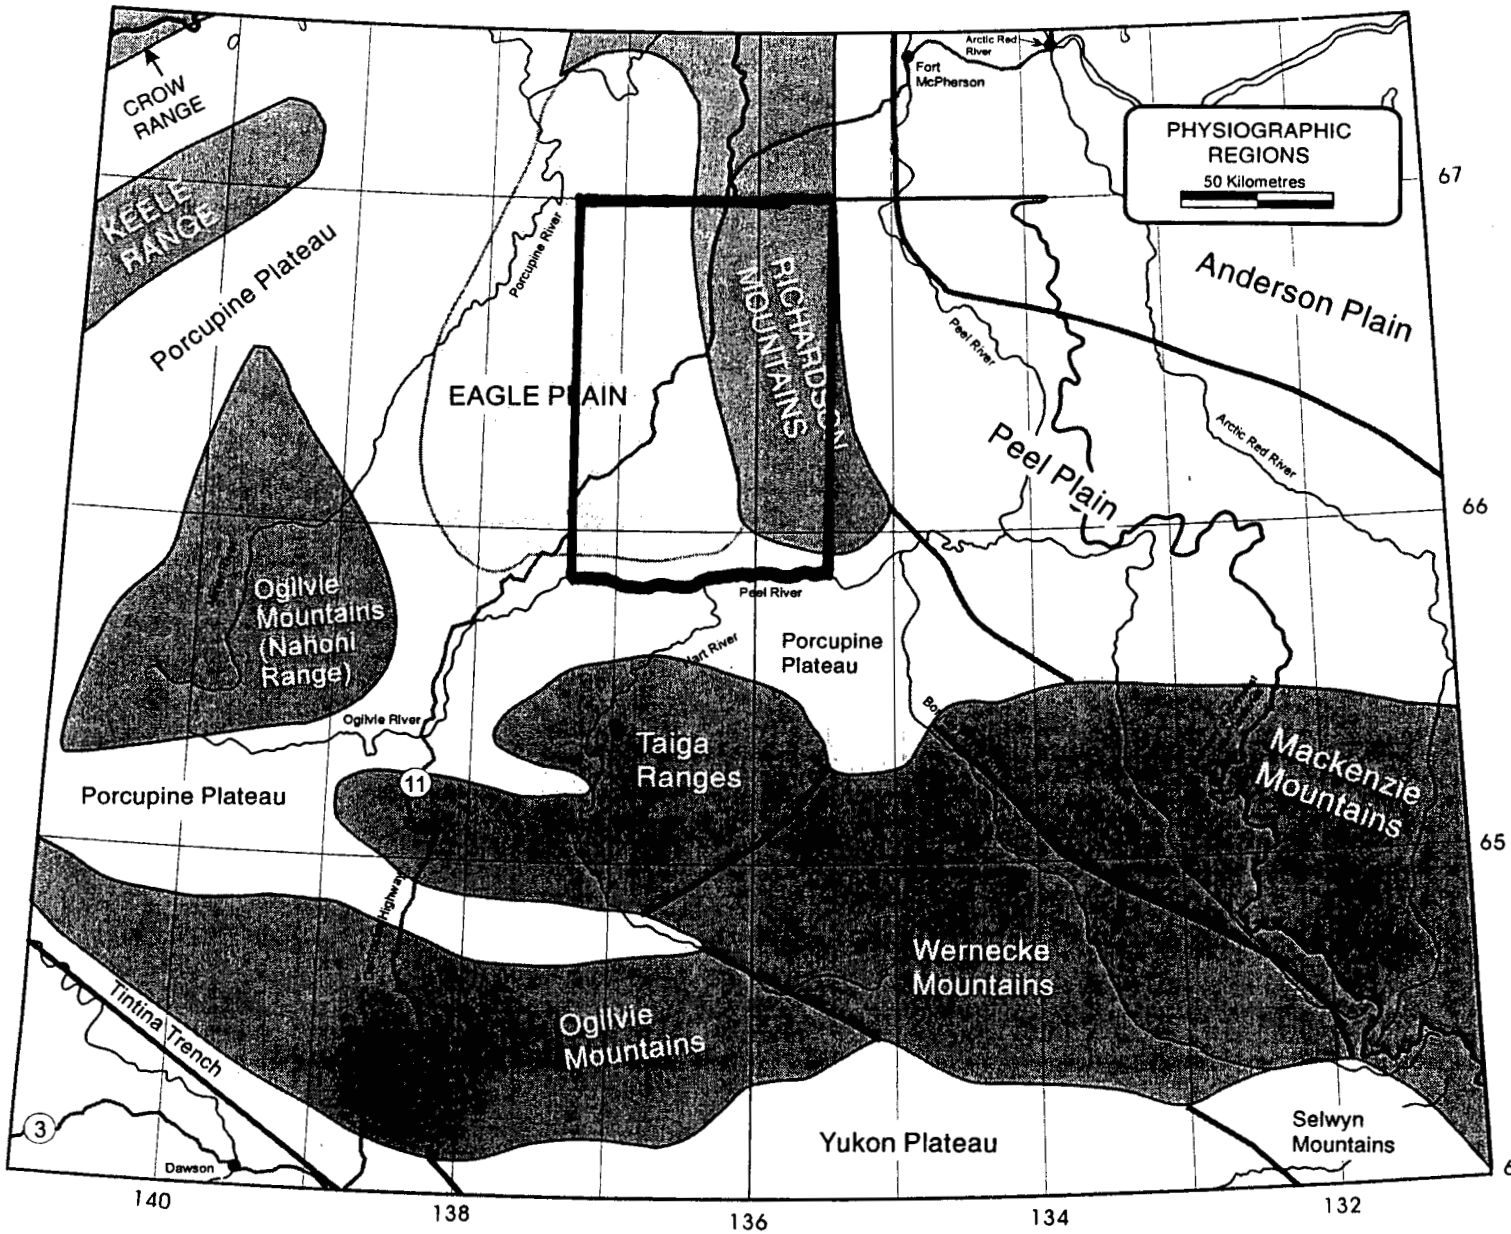 Arctic Red
River
Fort
McPherson
CROW
RANGE
PHYSIOGRAPHIC
REGIONS
50 Kilometres
67
KEELE
RANGE
Porcupine Plateau
Porcupine River
RICHARDSON
MOUNTAINS
Anderson Plain
Peel River
EAGLE PLAIN
Peel Plain
Arctic Red River
66
Ogilvie
Mountains
(Nahoni
Range)
Peel River
Hart River
Porcupine
Plateau
Ogilvie River
Taiga
Ranges
Mackenzie
Mountains
11
Porcupine Plateau
65
Highway
Wernecke
Mountains
Tintina Trench
Ogilvie
Mountains
3
Dawson
Yukon Plateau
Selwyn
Mountains
6
140
138
136
134
132